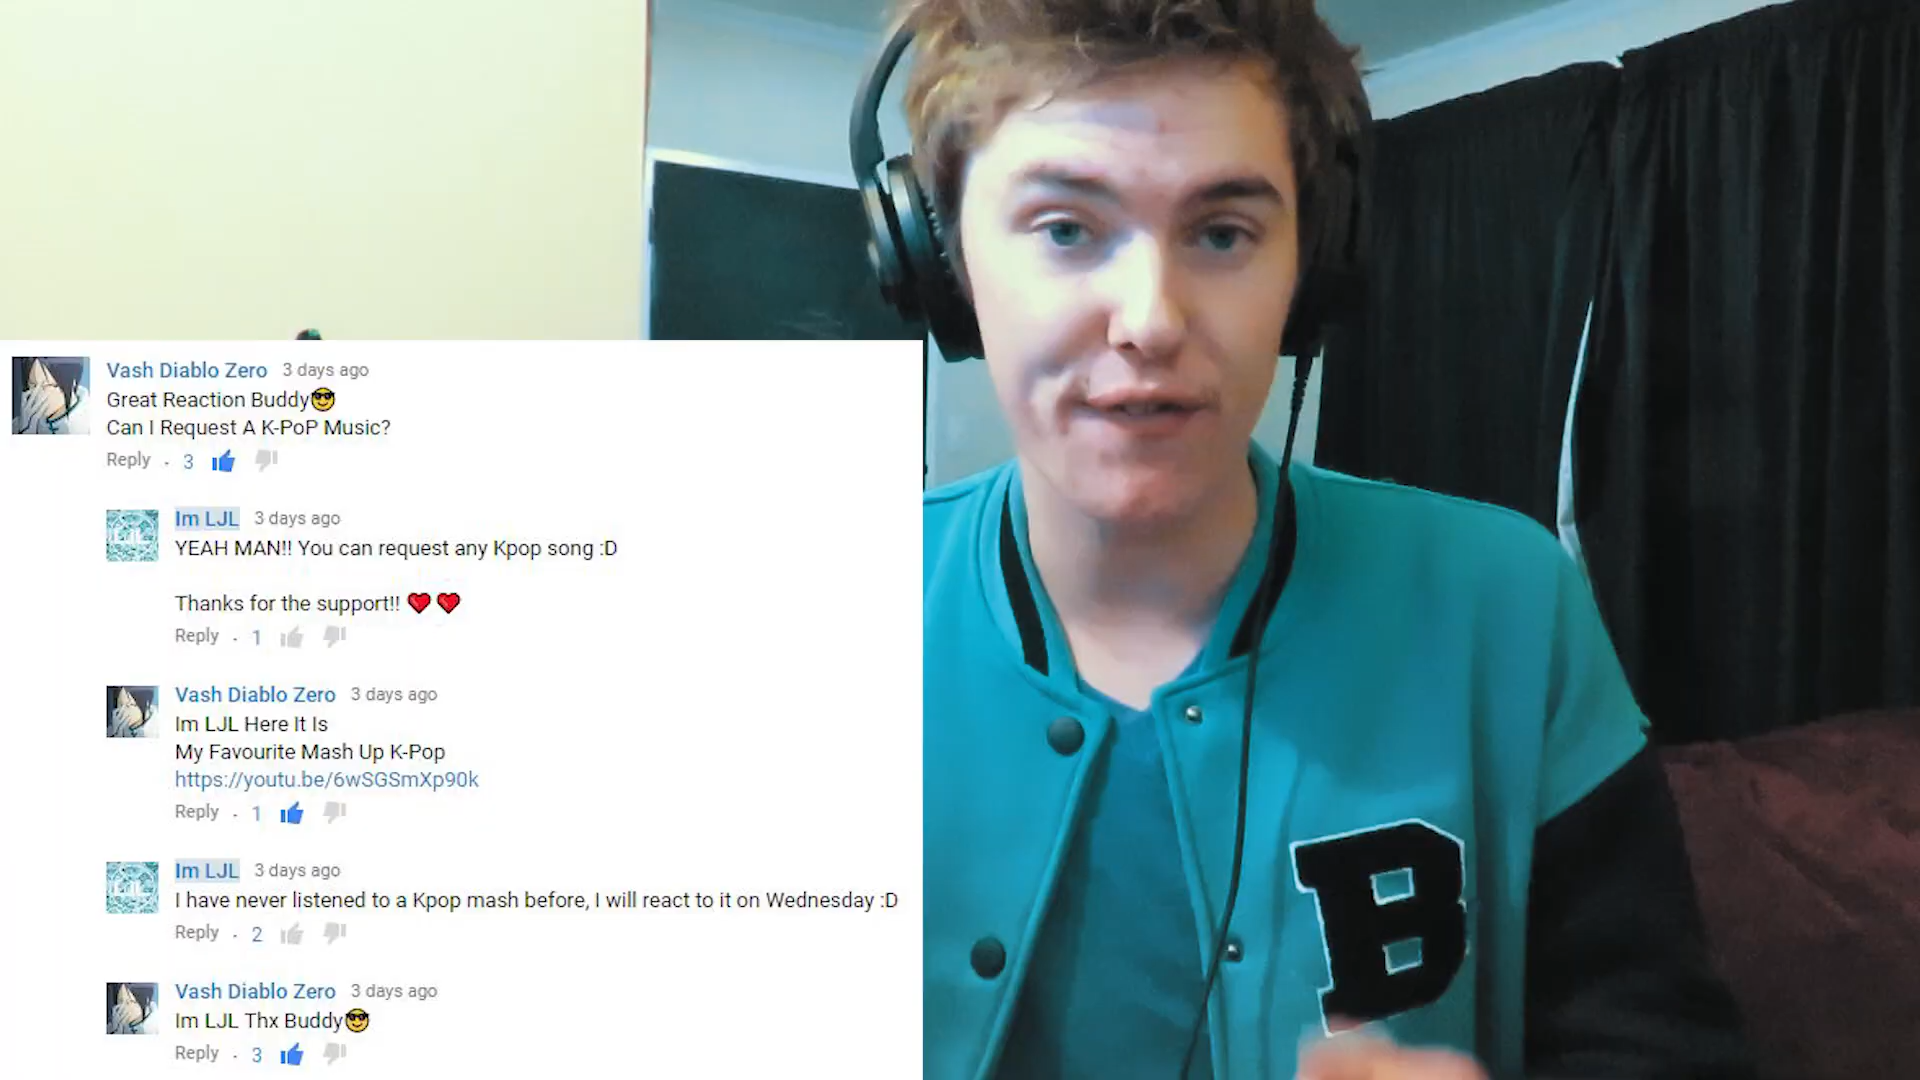 Vash Diablo Zero 3 days ago
Great Reaction Buddy😎
Can I Request A K-PoP Music?
Reply · 3
Im LJL 3 days ago
YEAH MAN!! You can request any Kpop song :D
Thanks for the support!! ❤❤
Reply · 1
Vash Diablo Zero 3 days ago
Im LJL Here It Is
My Favourite Mash Up K-Pop
https://youtu.be/6wSGSmXp90k
Reply · 1
Im LJL 3 days ago
I have never listened to a Kpop mash before, I will react to it on Wednesday :D
Reply · 2
Vash Diablo Zero 3 days ago
Im LJL Thx Buddy😎
Reply · 3
B